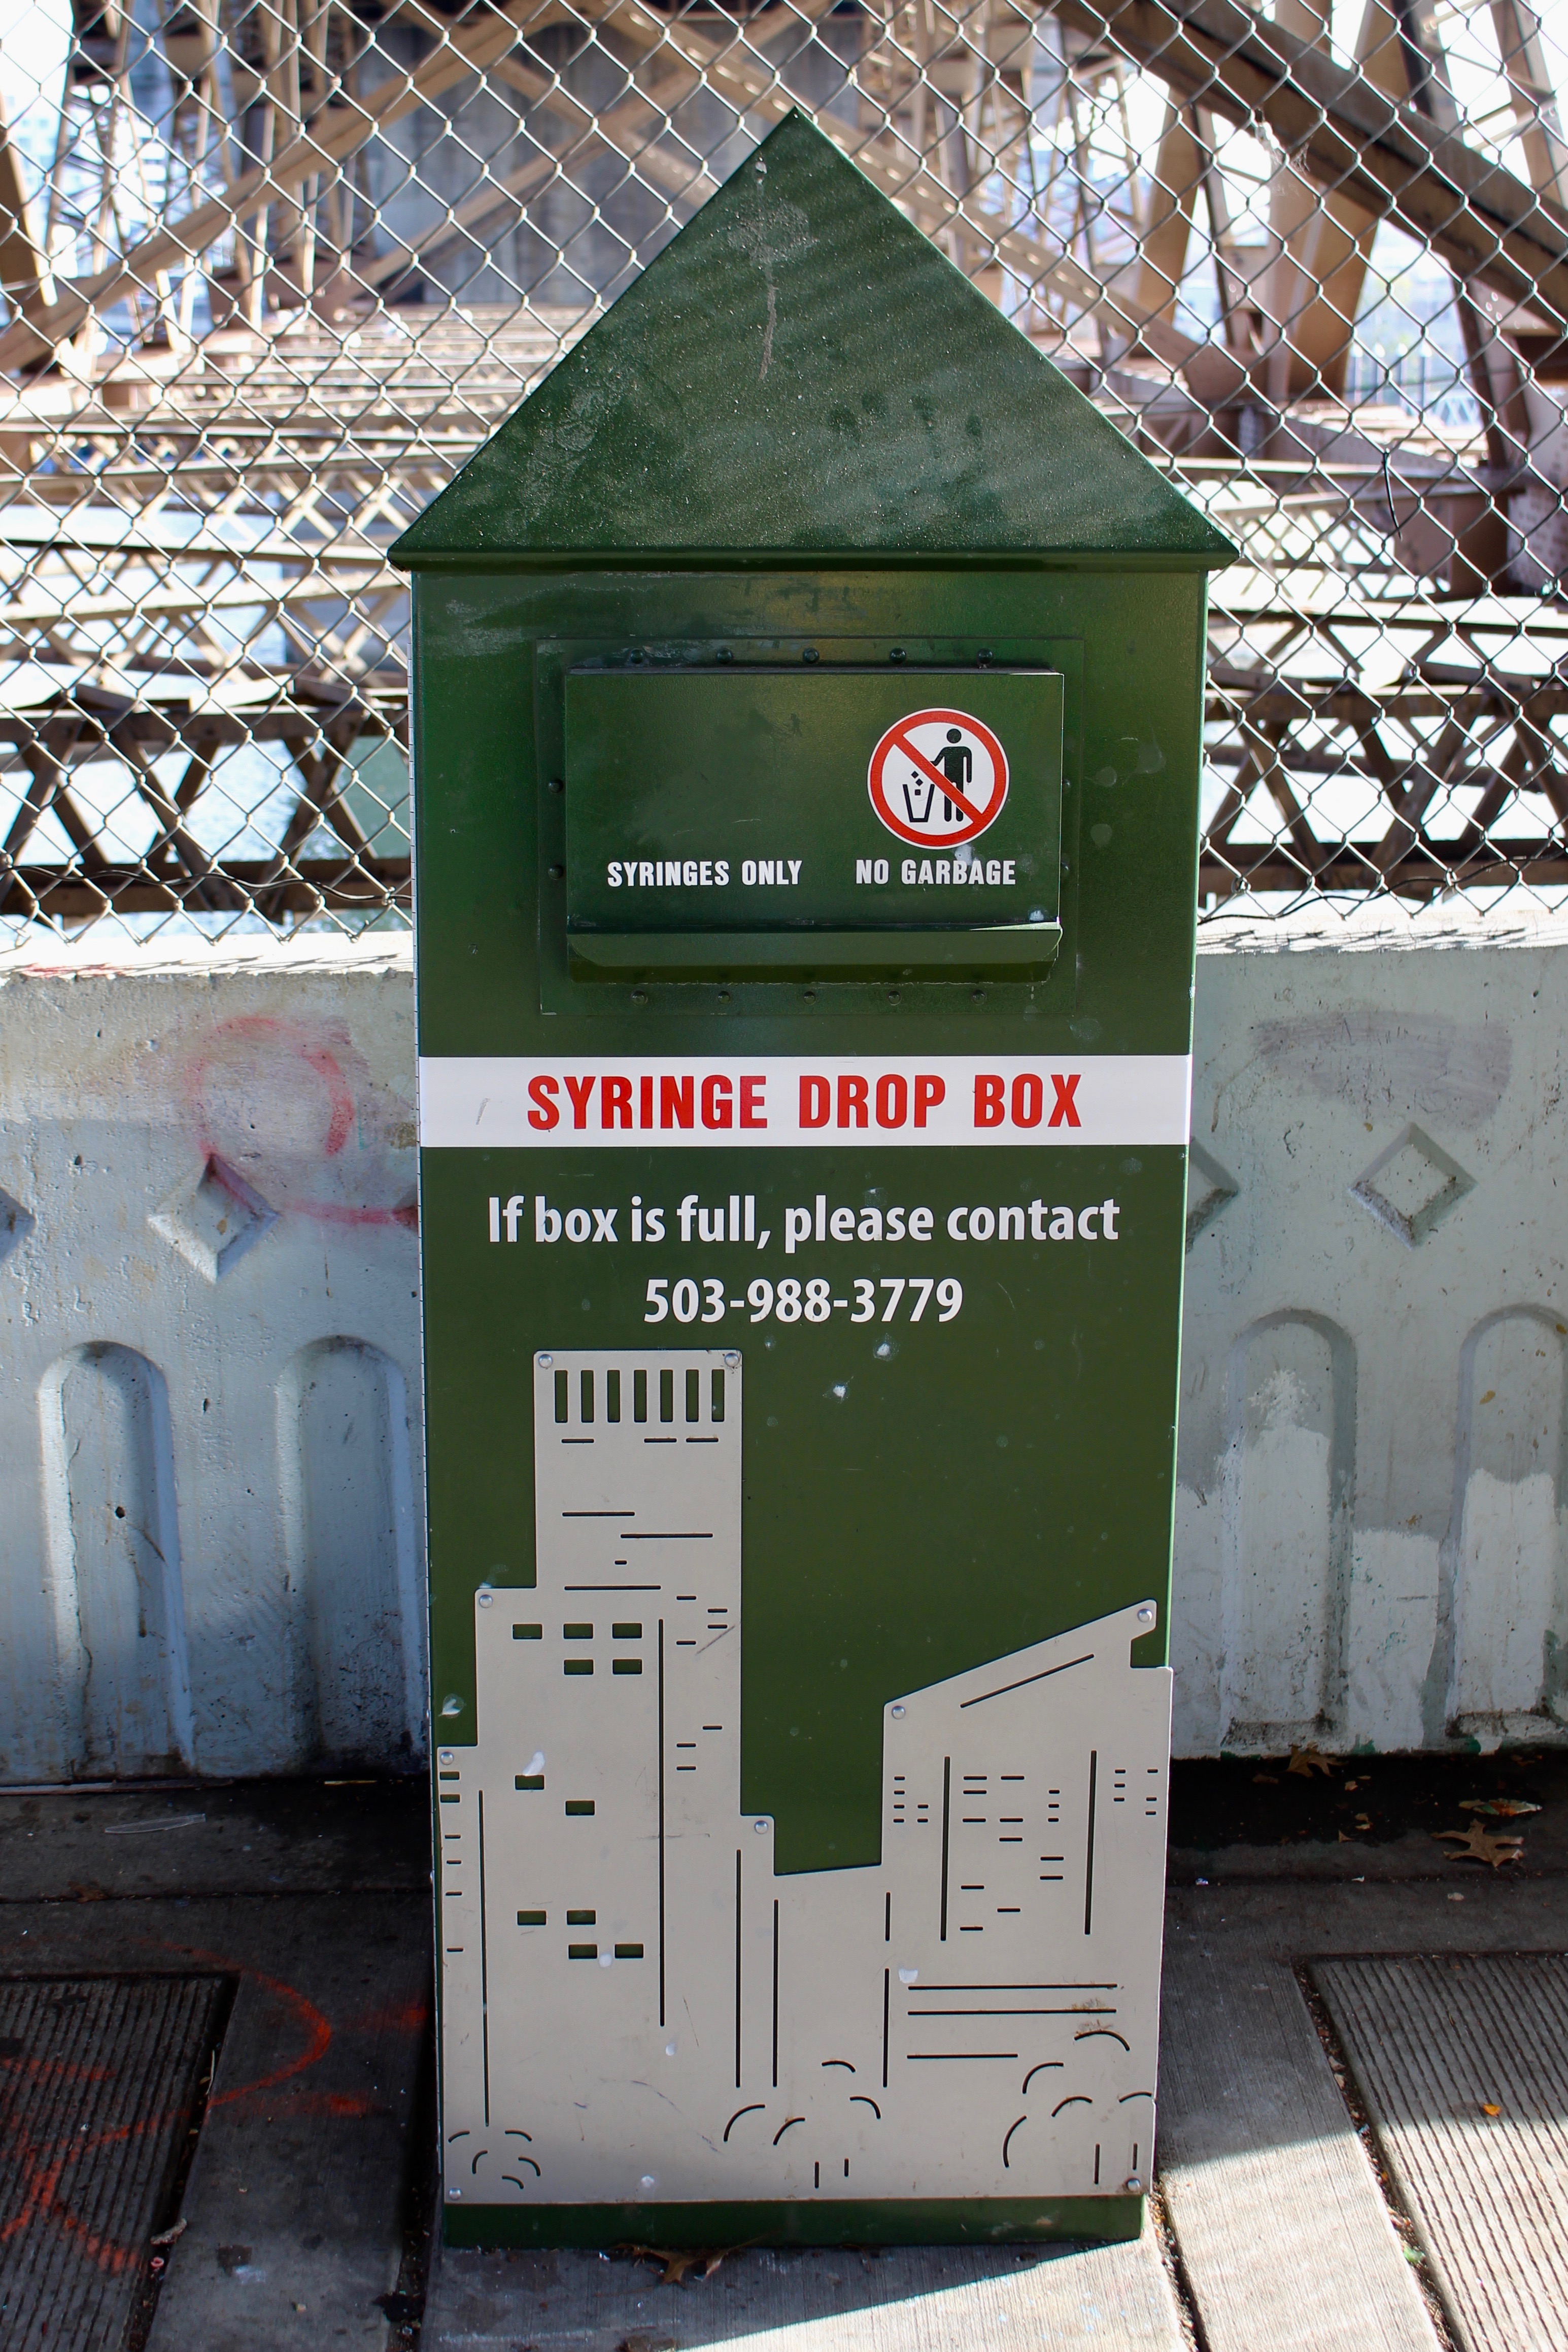 SYRINGES ONLY NO GARBAGE
SYRINGE DROP BOX
If box is full, please contact
503-988-3779